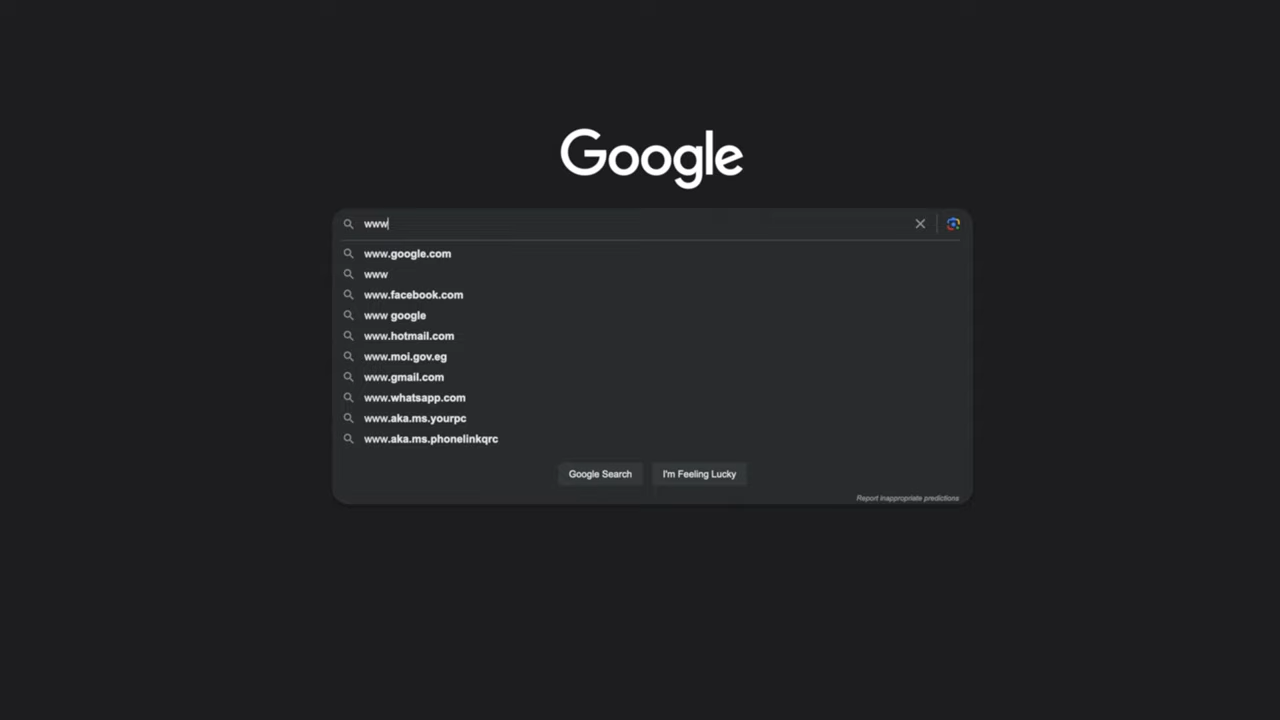 Google
www
www.google.com
www
www.facebook.com
www google
www.hotmail.com
www.moi.gov.eg
www.gmail.com
www.whatsapp.com
www.aka.ms.yourpc
www.aka.ms.phonelinkqrc
Google Search I'm Feeling Lucky
Report inappropriate predictions